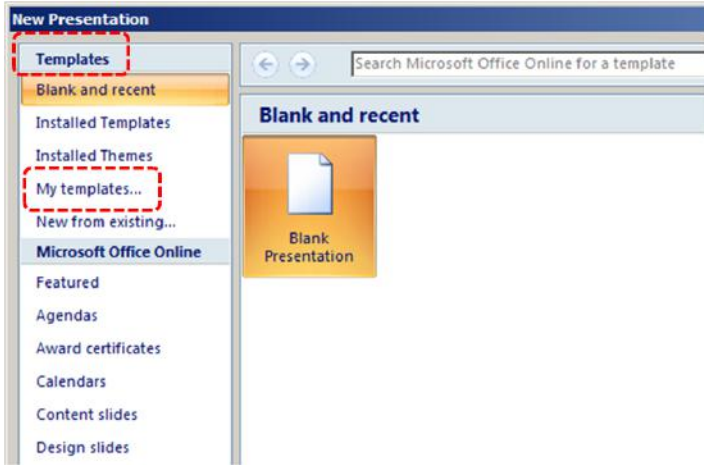 New Presentation
Templates
Blank and recent
Installed Templates
Installed Themes
My templates...
New from existing...
Microsoft Office Online
Featured
Agendas
Award certificates
Calendars
Content slides
Design slides
Search Microsoft Office Online for a template
Blank and recent
Blank
Presentation